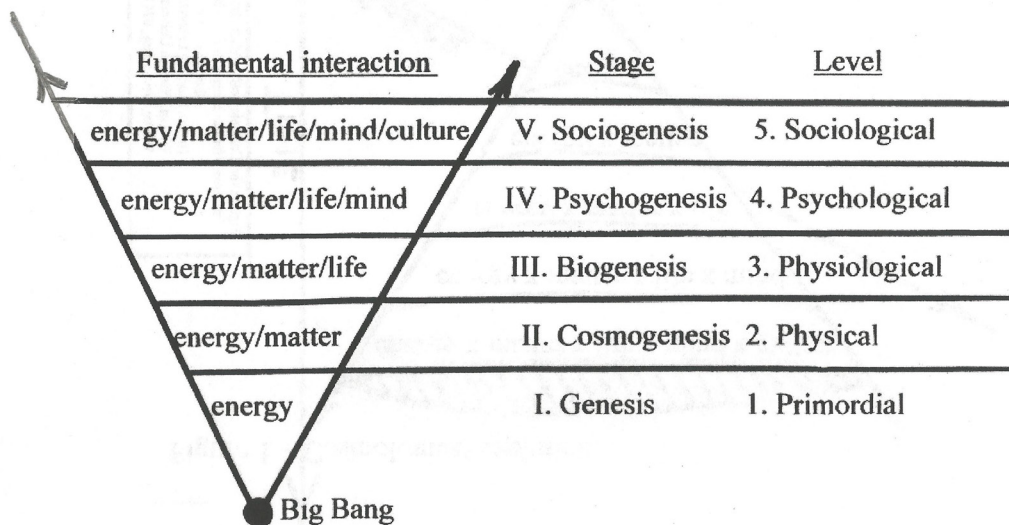 Fundamental interaction Stage Level
energy/matter/life/mind/culture V. Sociogenesis 5. Sociological
energy/matter/life/mind IV. Psychogenesis 4. Psychological
energy/matter/life III. Biogenesis 3. Physiological
energy/matter II. Cosmogenesis 2. Physical
energy I. Genesis 1. Primordial
Big Bang